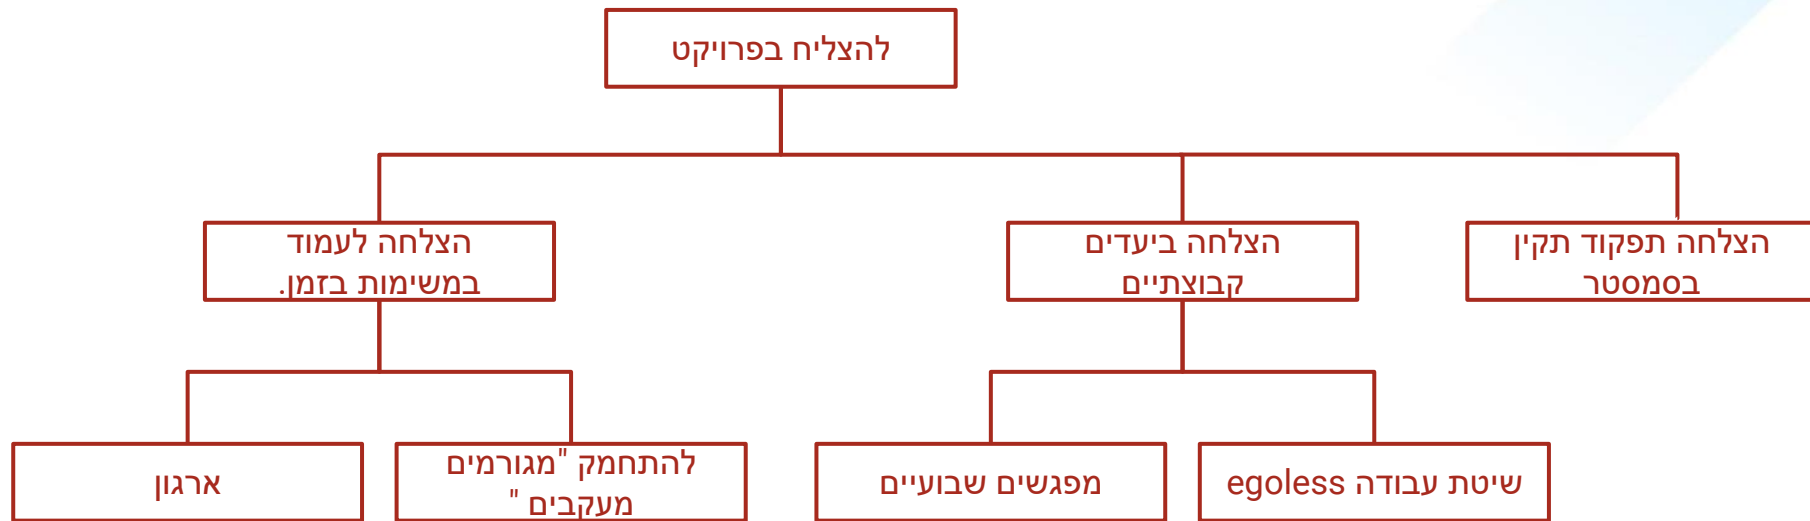 להצליח בפרויקט
הצלחה תפקוד תקין
בסמסטר
הצלחה ביעדים
קבוצתיים
הצלחה לעמוד
במשימות בזמן.
שיטת עבודה egoless
מפגשים שבועיים
להתחמק "מגורמים
מעקבים "
ארגון